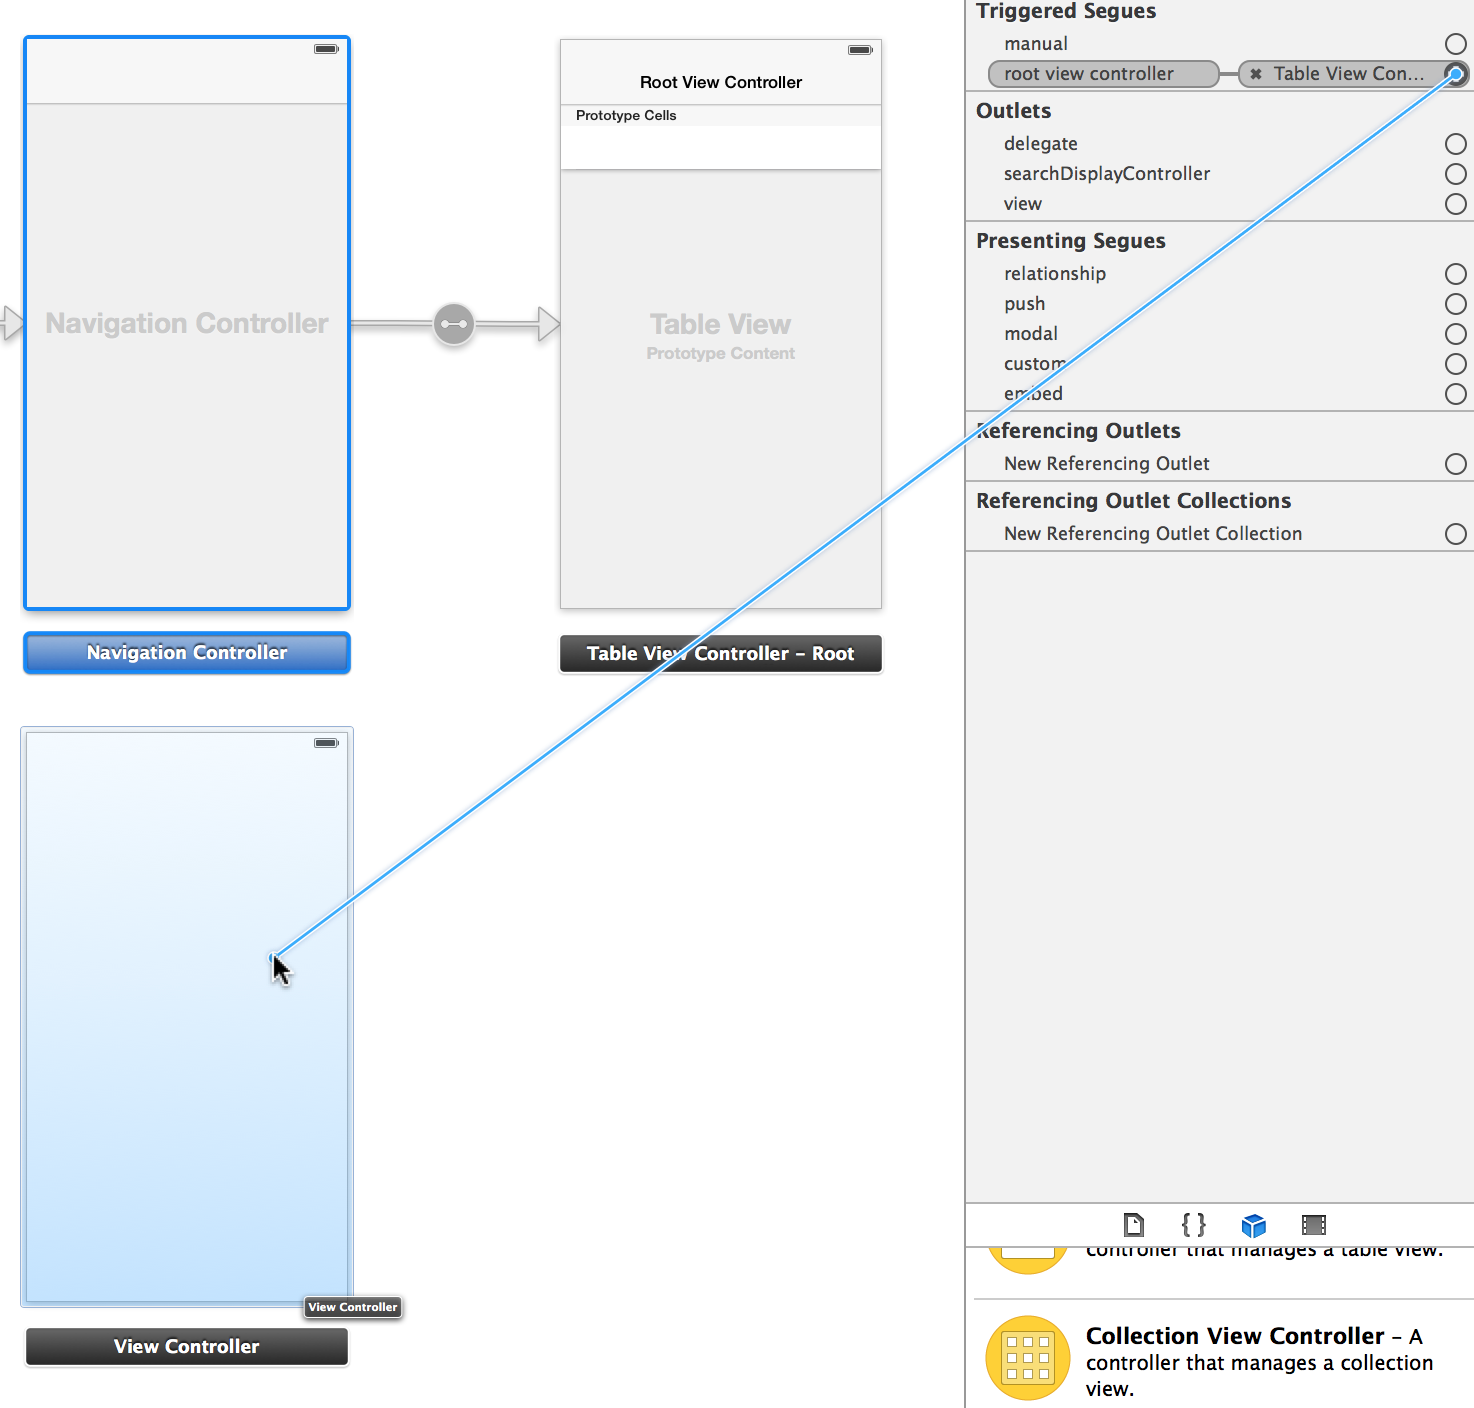 Navigation Controller
Navigation Controller
Root View Controller
Prototype Cells
Table View
Prototype Content
Table View Controller – Root
View Controller
View Controller
Triggered Segues
manual
root view controller
✖ Table View Con...
Outlets
delegate
searchDisplayController
view
Presenting Segues
relationship
push
modal
custom
embed
Referencing Outlets
New Referencing Outlet
Referencing Outlet Collections
New Referencing Outlet Collection
{ }
controller that manages a table view.
Collection View Controller – A
controller that manages a collection
view.